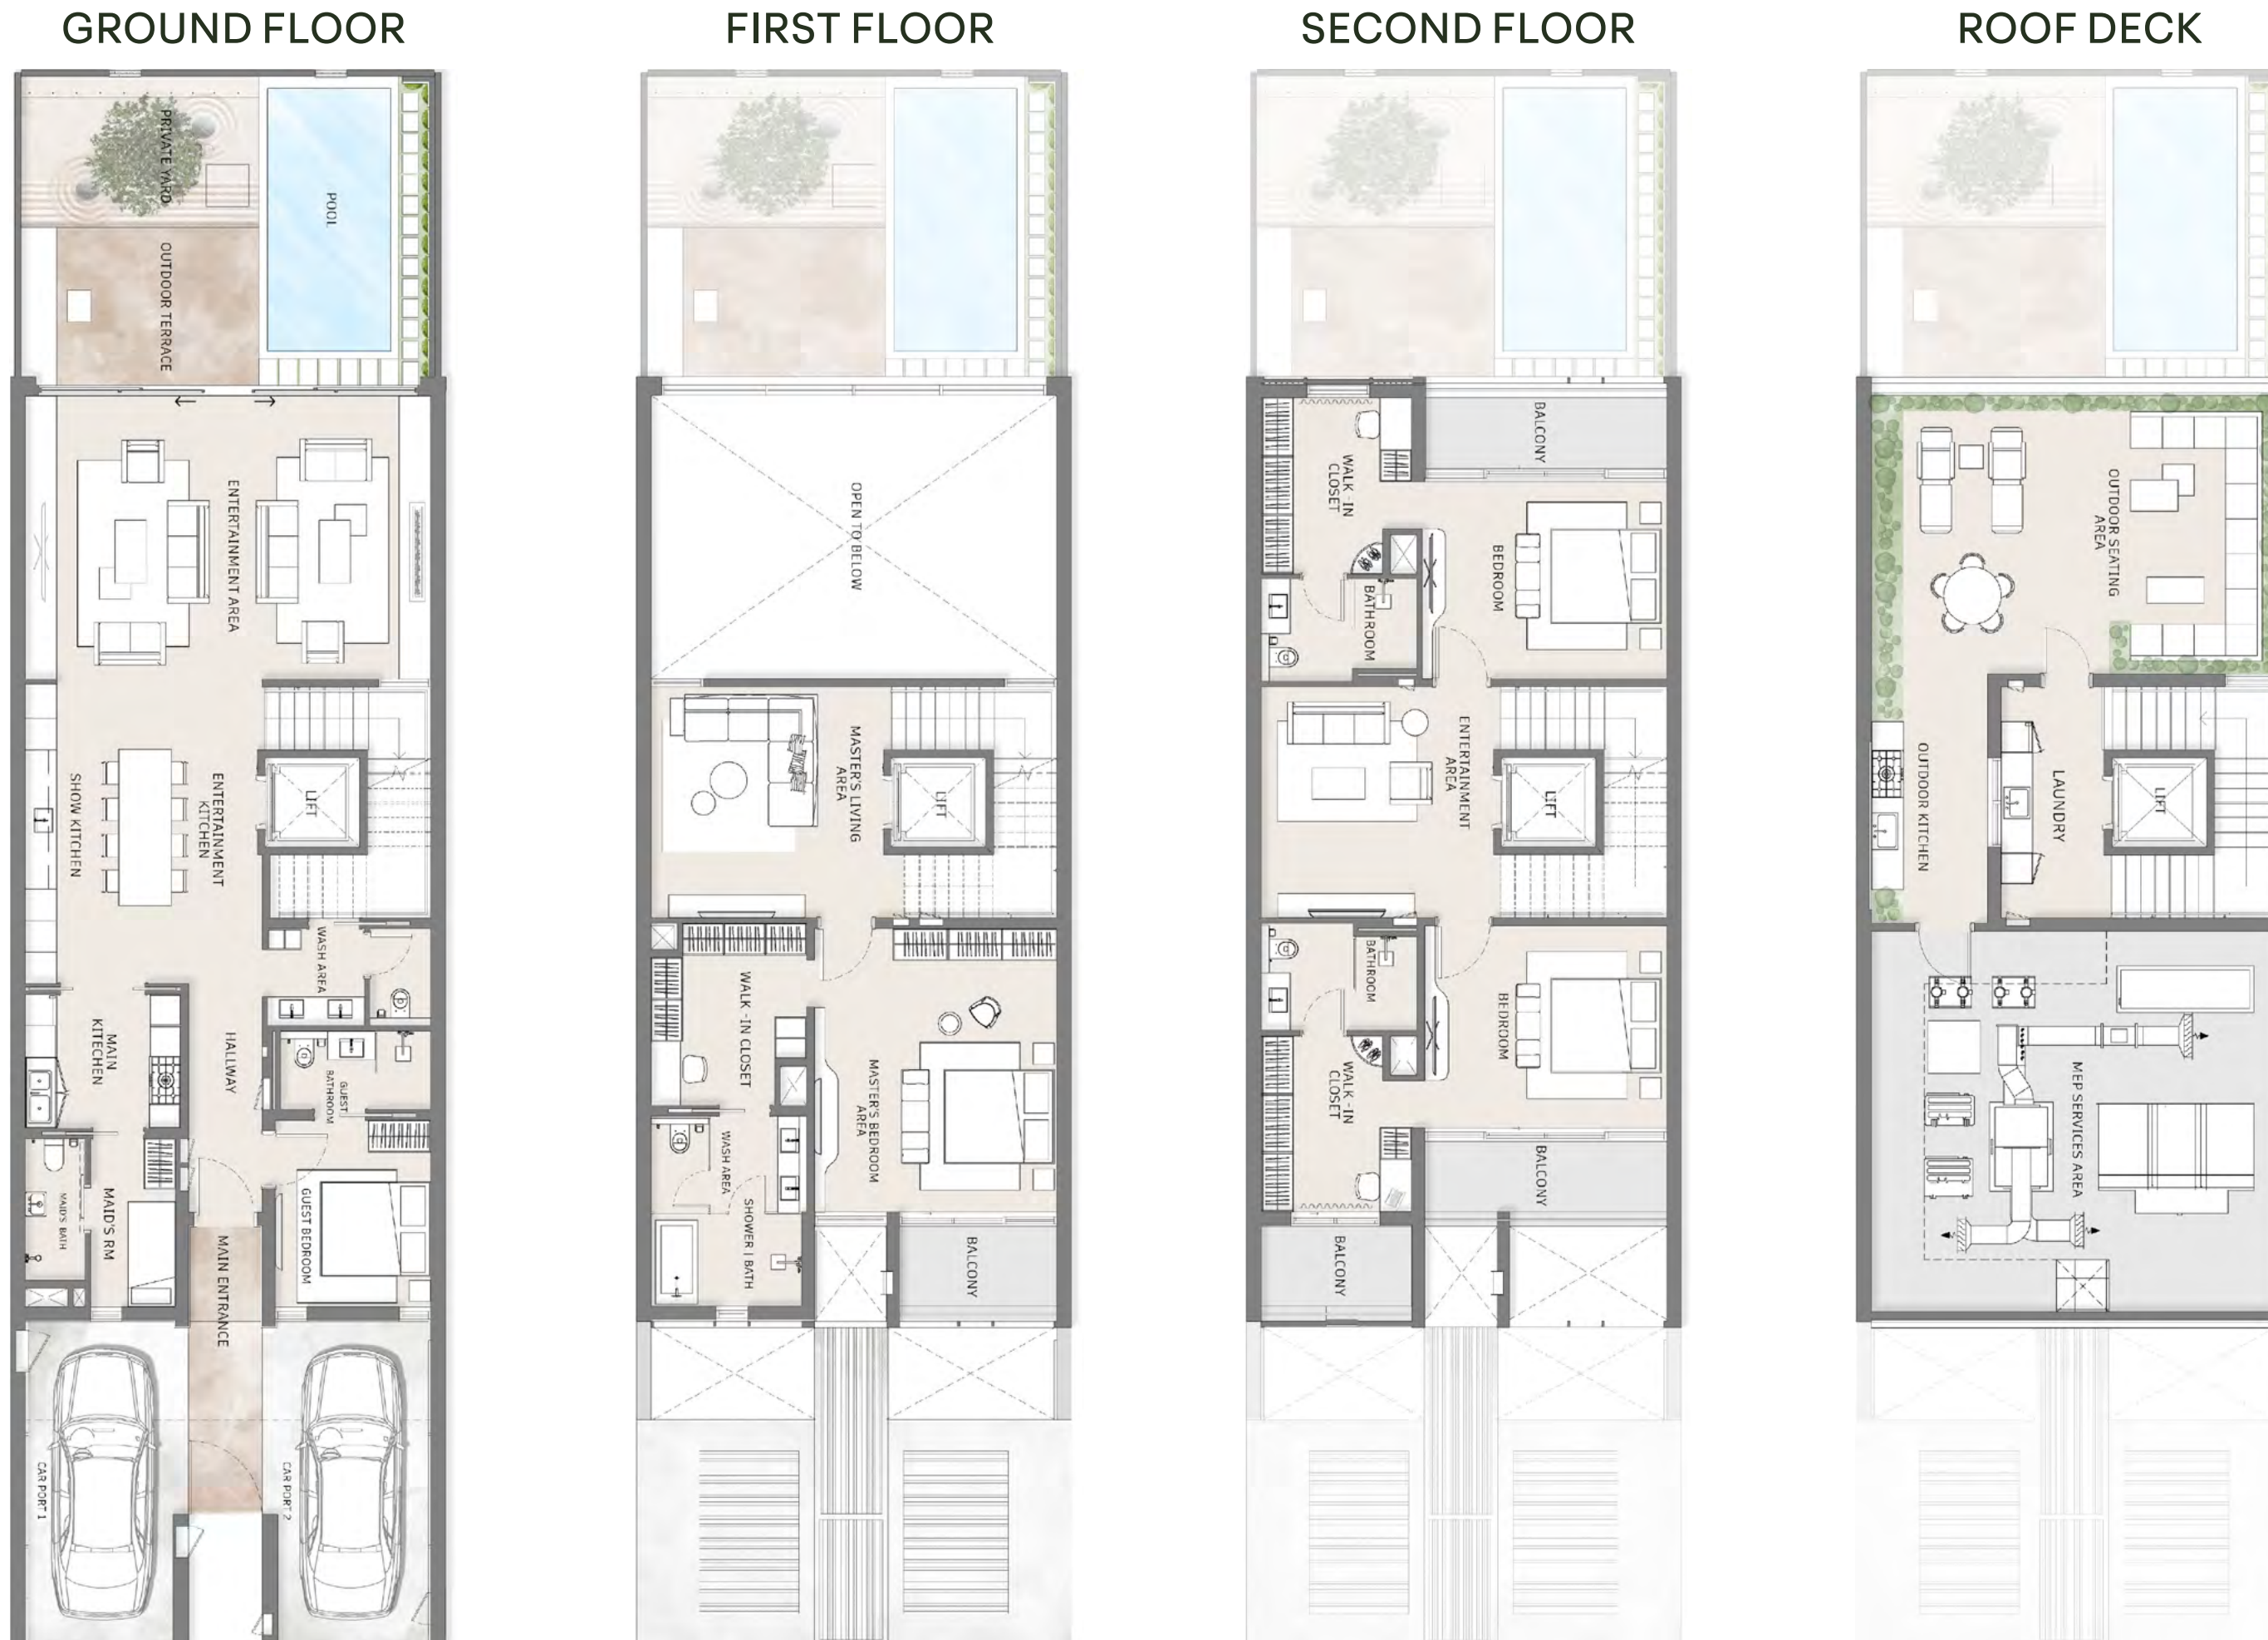 GROUND FLOOR
PRIVATE YARD
POOL
OUTDOOR TERRACE
ENTERTAINMENT AREA
SHOW KITCHEN
ENTERTAINMENT
KITCHEN
LIFT
WASH AREA
MAIN
KITECHEN
HALLWAY
GUEST
BATHROOM
MAID'S BATH
MAID'S RM
GUEST BEDROOM
MAIN ENTRANCE
CAR PORT 1
CAR PORT 2
FIRST FLOOR
OPEN TO BELOW
MASTER'S LIVING
AREA
LIFT
WALK -IN CLOSET
MASTER'S BEDROOM
AREA
WASH AREA
SHOWER | BATH
BALCONY
SECOND FLOOR
BALCONY
WALK -IN
CLOSET
BEDROOM
BATHROOM
ENTERTAINMENT
AREA
LIFT
BATHROOM
BEDROOM
WALK -IN
CLOSET
BALCONY
BALCONY
ROOF DECK
OUTDOOR SEATING
AREA
OUTDOOR KITCHEN
LAUNDRY
LIFT
MEP SERVICES AREA